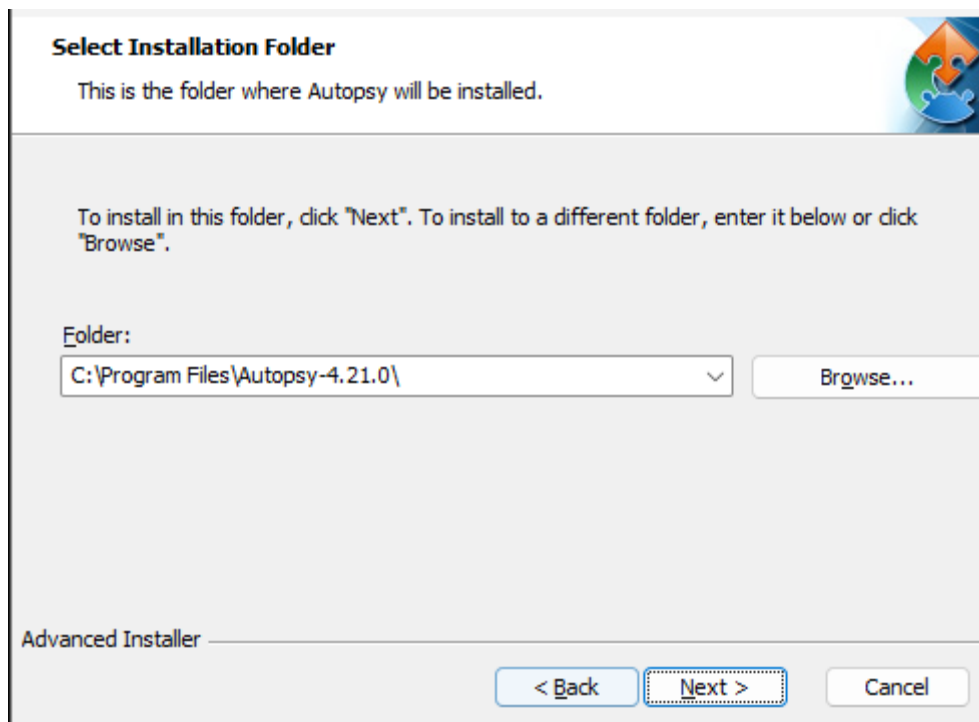 Select Installation Folder
This is the folder where Autopsy will be installed.
To install in this folder, click "Next". To install to a different folder, enter it below or click
"Browse".
Folder:
C:\Program Files\Autopsy-4.21.0\
Browse...
Advanced Installer
< Back
Next >
Cancel